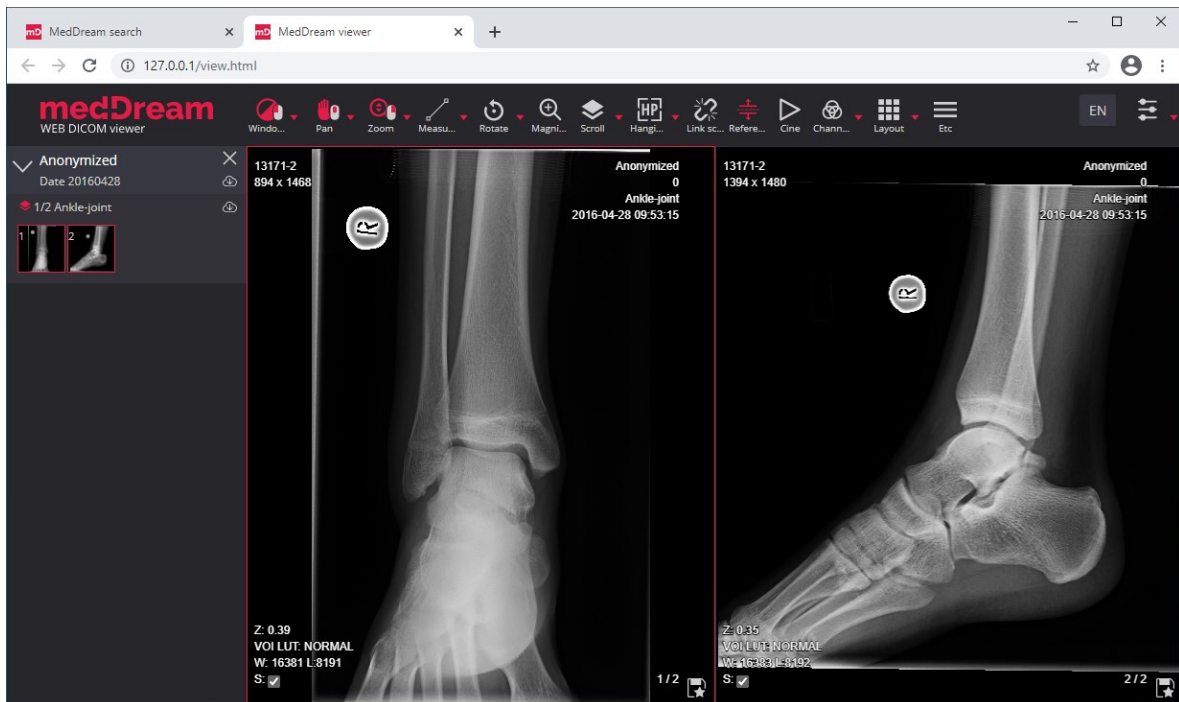 MedDream search
MedDream viewer
127.0.0.1/view.html
medDream
WEB DICOM viewer
Windo...
Pan
Zoom
Measu...
Rotate
Magni...
Scroll
Hangi...
Link sc...
Refere...
Cine
Chann...
Layout
Etc
EN
HP
Anonymized
Date 20160428
1/2 Ankle-joint
1
2
13171-2
894 x 1468
Anonymized
0
Ankle-joint
2016-04-28 09:53:15
R
Z: 0.39
VOI LUT: NORMAL
W: 16381 L:8191
S:
1/2
13171-2
1394 x 1480
Anonymized
0
Ankle-joint
2016-04-28 09:53:15
R
Z: 0.35
VOI LUT: NORMAL
W: 16383 L:8192
S:
2/2